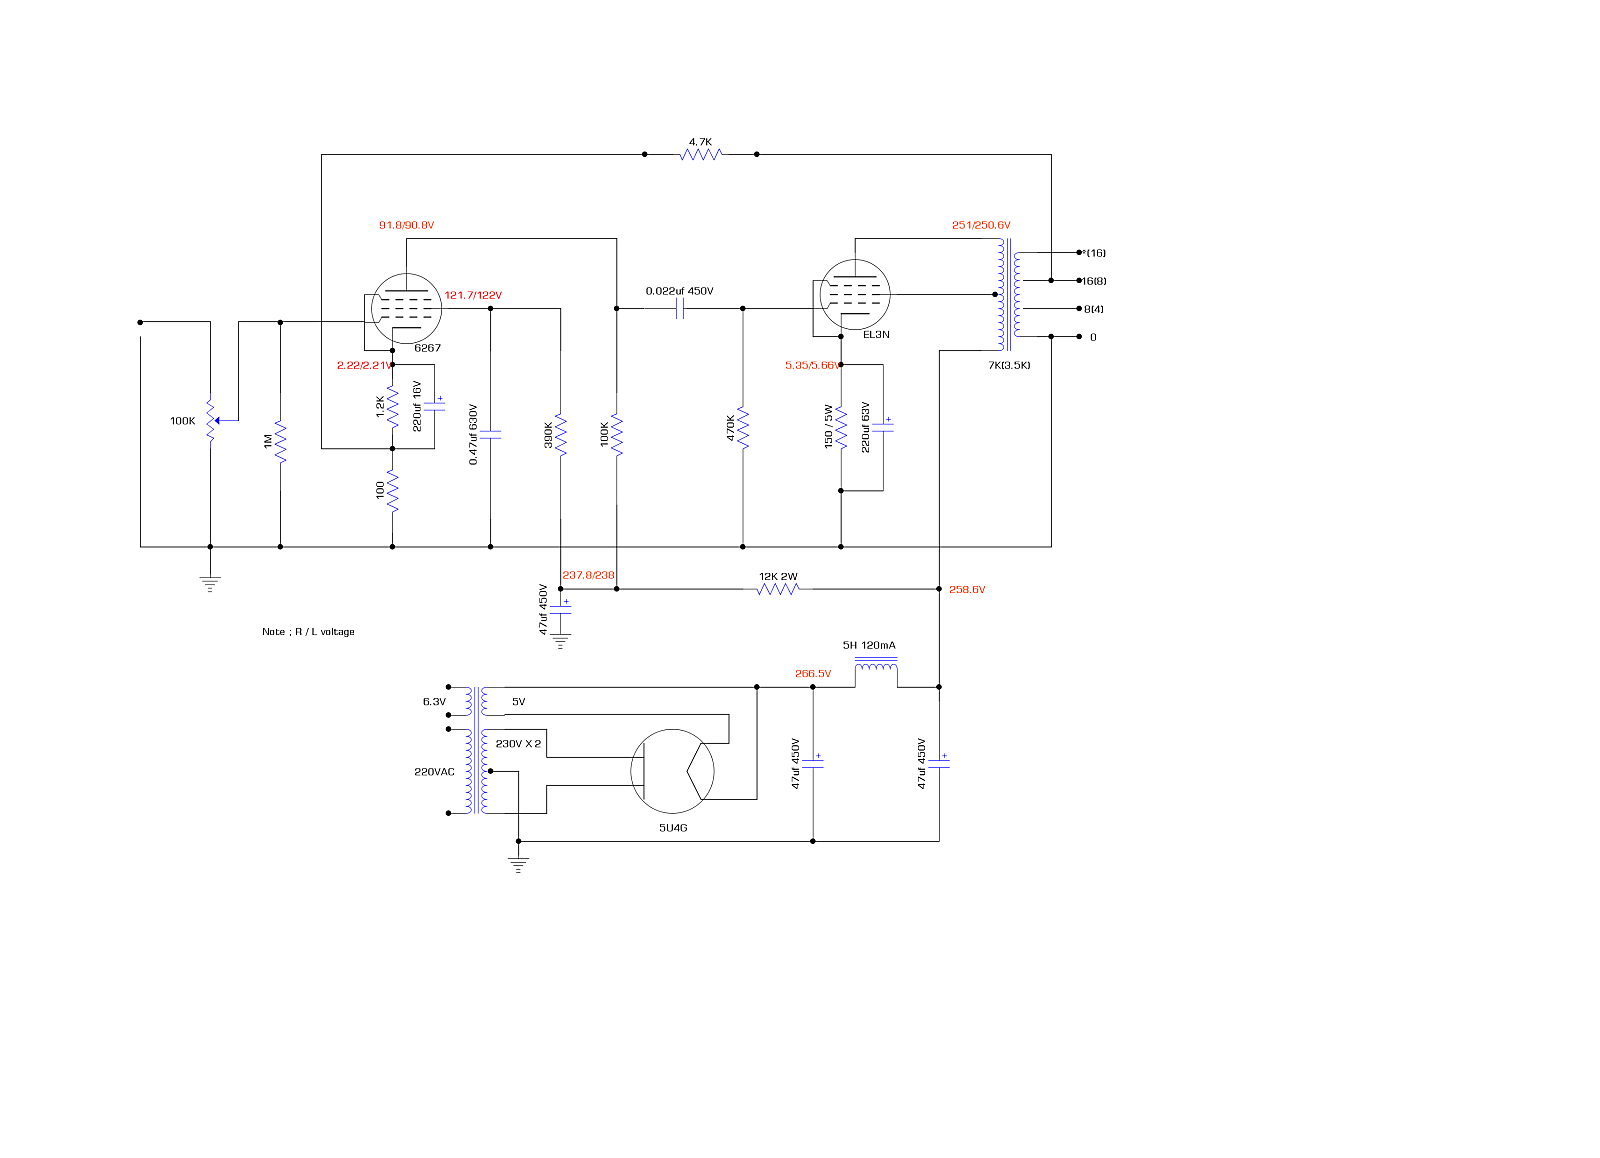 4.7K
91.8/90.8V
251/250.6V
*(16)
121.7/122V
0.022uf 450V
16(8)
8(4)
EL3N
0
6267
2.22/2.21V
5.35/5.66V
7K(3.5K)
100K
1M
1.2K
220uf 16V
0.47uf 630V
390K
100K
470K
150 / 5W
220uf 63V
100
237.8/238
12K 2W
258.6V
47uf 450V
Note ; R / L voltage
5H 120mA
266.5V
6.3V
5V
230V X 2
220VAC
47uf 450V
47uf 450V
5U4G